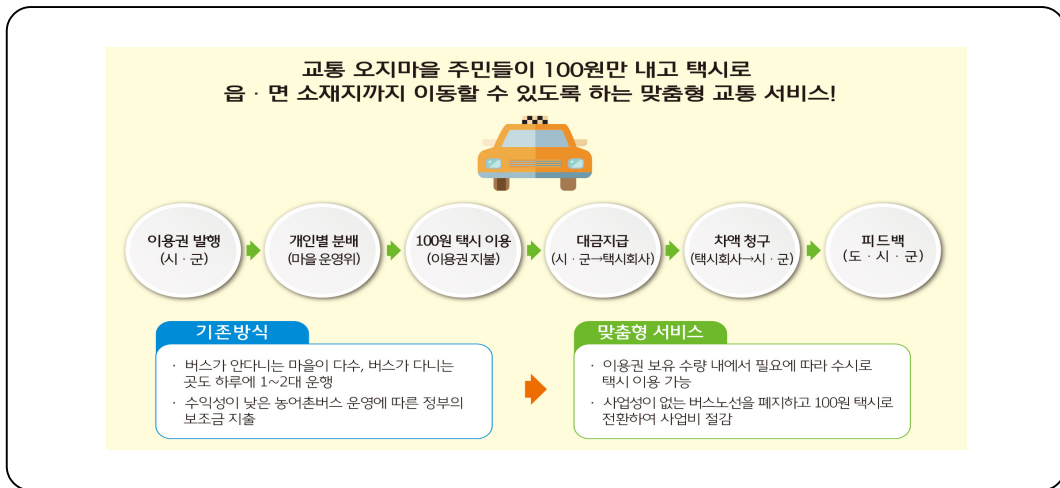 교통 오지마을 주민들이 100원만 내고 택시로
읍 · 면 소재지까지 이동할 수 있도록 하는 맞춤형 교통 서비스!
이용권 발행
(시 · 군)
개인별 분배
(마을 운영위)
100원 택시 이용
(이용권 지불)
대금지급
(시 · 군→택시회사)
차액 청구
(택시회사→시 · 군)
피드백
(도 · 시 · 군)
기존방식
· 버스가 안다니는 마을이 다수, 버스가 다니는
곳도 하루에 1~2대 운행
· 수익성이 낮은 농어촌버스 운영에 따른 정부의
보조금 지출
맞춤형 서비스
· 이용권 보유 수량 내에서 필요에 따라 수시로
택시 이용 가능
· 사업성이 없는 버스노선을 폐지하고 100원 택시로
전환하여 사업비 절감